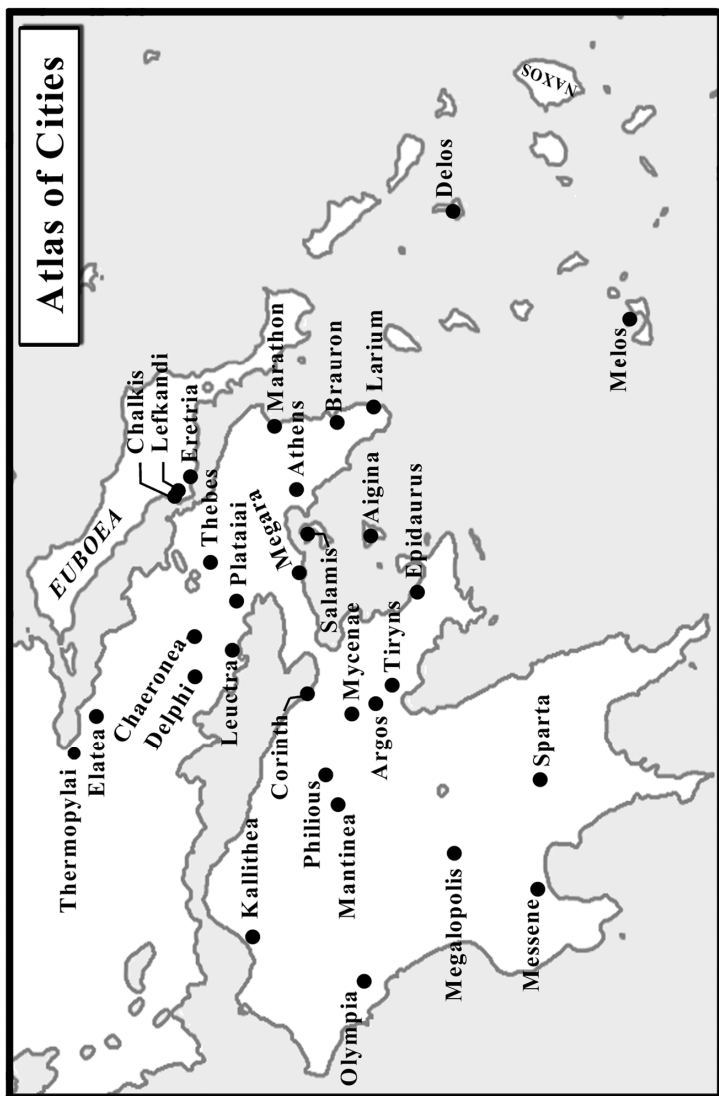 Atlas of Cities
Thermopylai
Elatea
EUBOEA
Chalkis
Lefkandi
Eretria
Chaeronea
Delphi
Thebes
Leuctra
Plataiai
Kallithea
Marathon
Athens
Megara
Corinth
Salamis
Philious
Mantinea
Mycenae
Brauron
Olympia
Argos
Aigina
Larium
Tiryns
Epidaurus
Megalopolis
Delos
Messene
Sparta
NAXOS
Melos